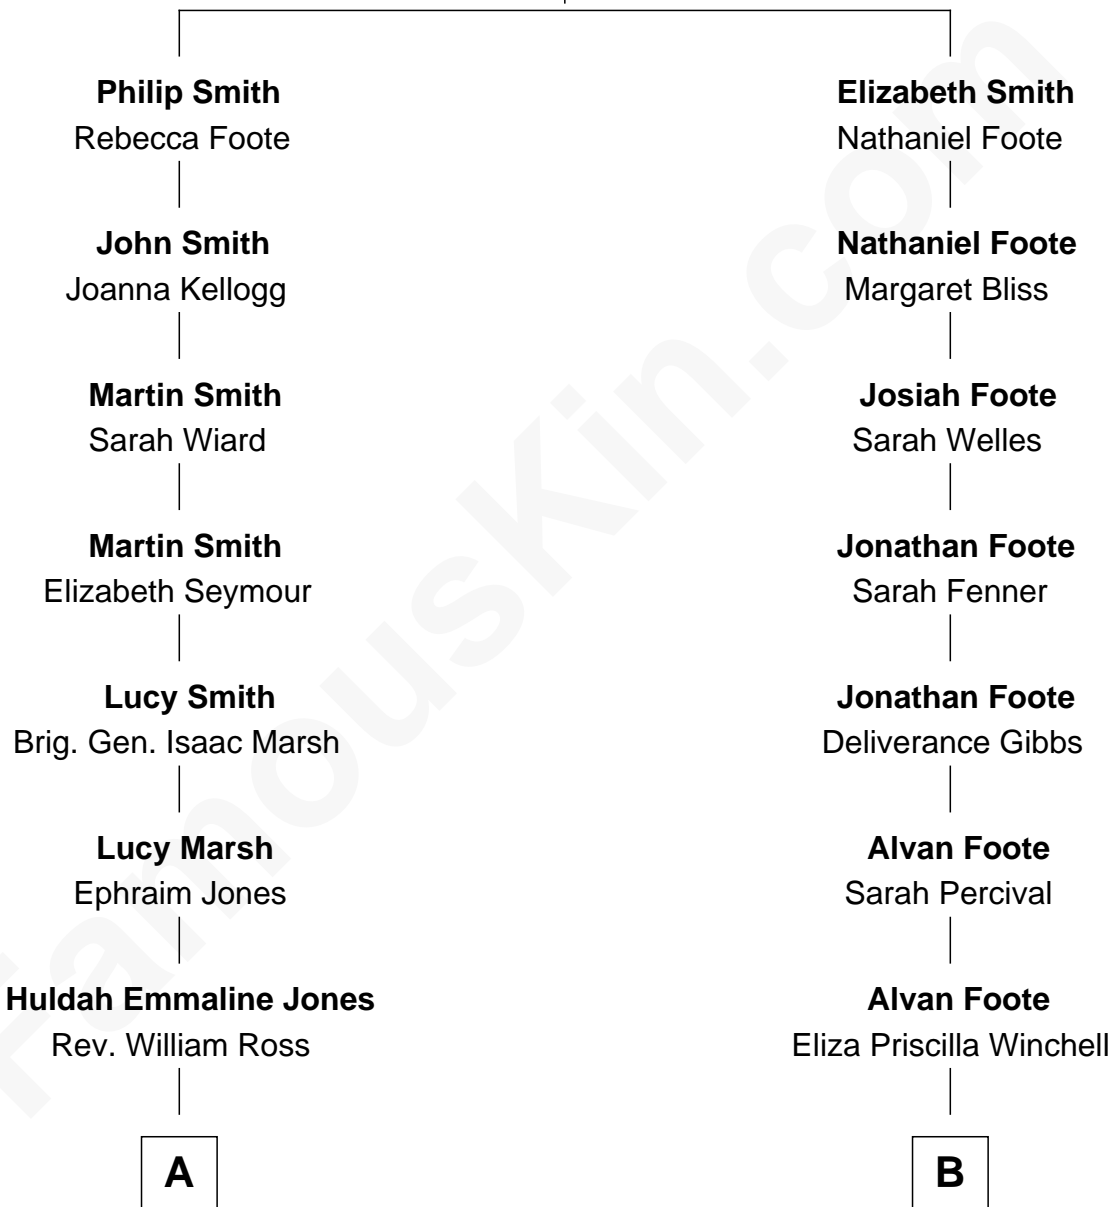 Philip Smith
Rebecca Foote
John Smith
Joanna Kellogg
Martin Smith
Sarah Wiard
Martin Smith
Elizabeth Seymour
Lucy Smith
Brig. Gen. Isaac Marsh
Lucy Marsh
Ephraim Jones
Huldah Emmaline Jones
Rev. William Ross
A
Elizabeth Smith
Nathaniel Foote
Nathaniel Foote
Margaret Bliss
Josiah Foote
Sarah Welles
Jonathan Foote
Sarah Fenner
Jonathan Foote
Deliverance Gibbs
Alvan Foote
Sarah Percival
Alvan Foote
Eliza Priscilla Winchell
B
FamousKin.com